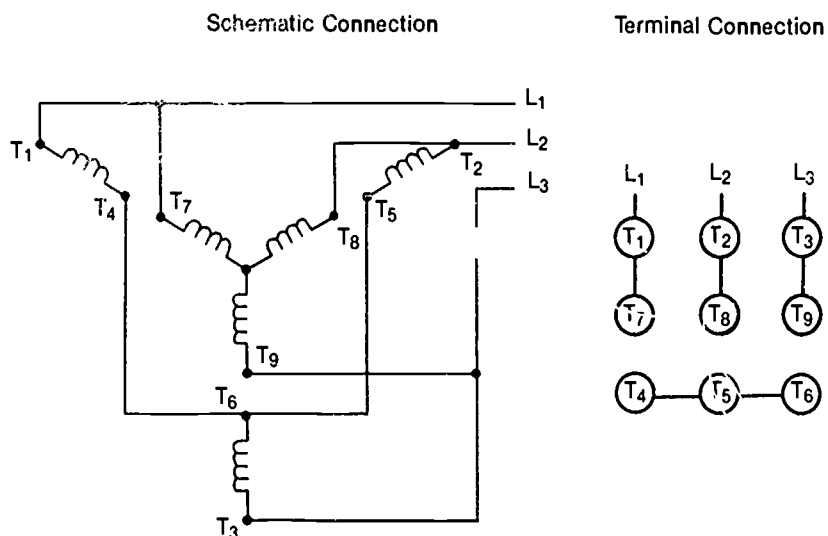 Schematic Connection
Terminal Connection
L1
L2
L3
T1
T2
T4
T7
T5
T8
T9
T6
T3
L1 L2 L3
T1 T2 T3
T7 T8 T9
T4 T5 T6